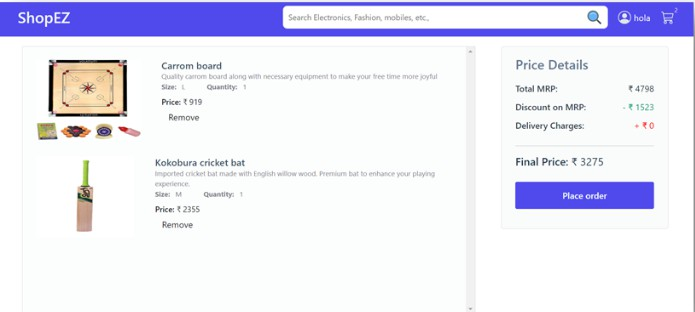 ShopEZ
Search Electronics, Fashion, mobiles, etc.,
hola
2
Carrom board
Quality carrom board along with necessary equipment to make your free time more joyful
Size: L Quantity: 1
Price: ₹ 919
Remove
Kokobura cricket bat
Imported cricket bat made with English willow wood. Premium bat to enhance your playing
experience.
Size: M Quantity: 1
Price: ₹ 2355
Remove
Price Details
Total MRP: ₹ 4798
Discount on MRP: - ₹ 1523
Delivery Charges: + ₹ 0
Final Price: ₹ 3275
Place order